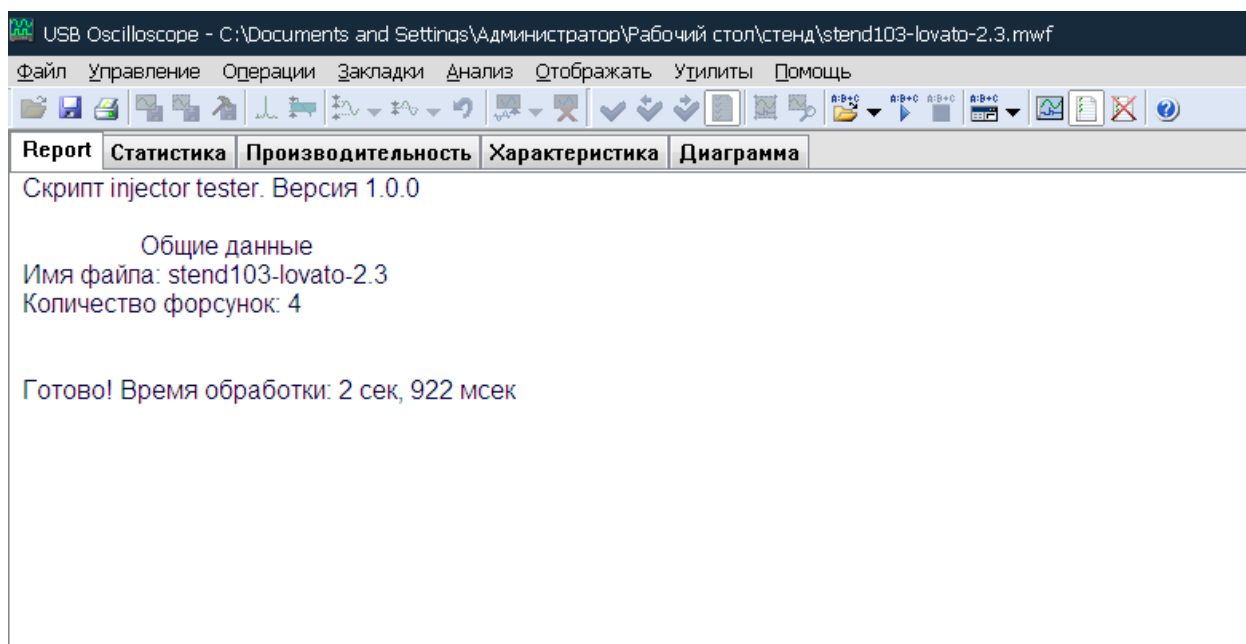 USB Oscilloscope - C:\Documents and Settings\Администратор\Рабочий стол\стенд\stend103-lovato-2.3.mwf
Файл Управление Операции Закладки Анализ Отображать Утилиты Помощь
A:B+C A:B+C A:B+C A:B+C
Report Статистика Производительность Характеристика Диаграмма
Скрипт injector tester. Версия 1.0.0
Общие данные
Имя файла: stend103-lovato-2.3
Количество форсунок: 4
Готово! Время обработки: 2 сек, 922 мсек